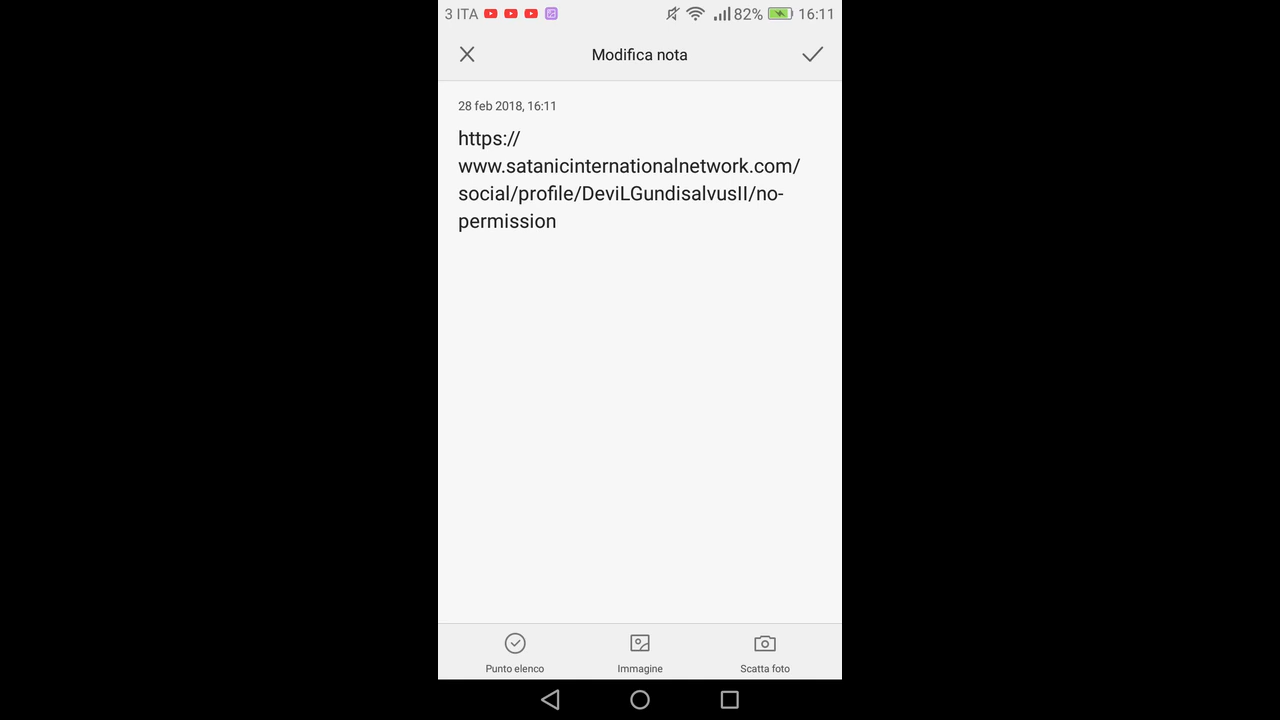 3 ITA 82% 16:11
Modifica nota
28 feb 2018, 16:11
https://
www.satanicinternationalnetwork.com/
social/profile/DeviLGundisalvusII/no-
permission
Punto elenco Immagine Scatta foto